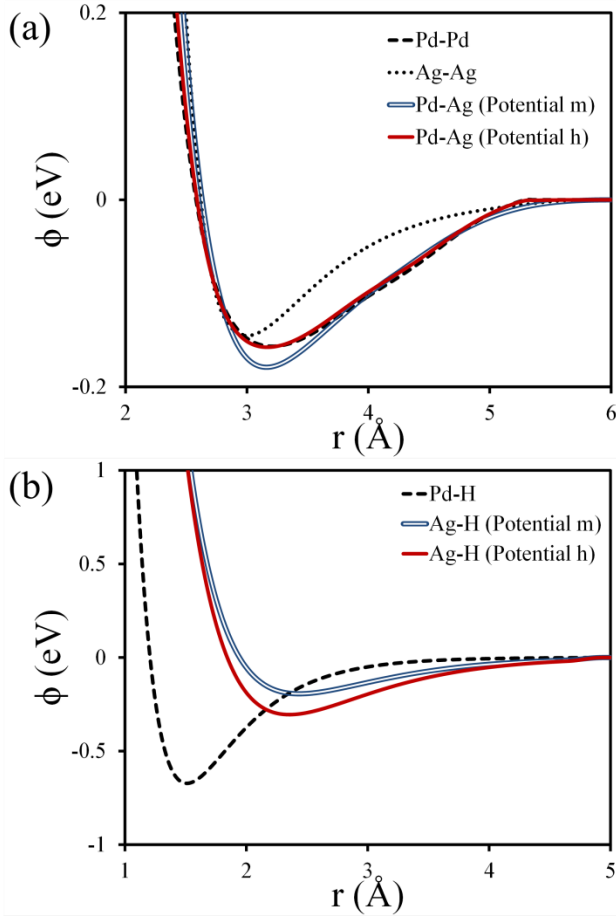 (a)
0.2
Pd-Pd
Ag-Ag
Pd-Ag (Potential m)
Pd-Ag (Potential h)
ϕ (eV)
0
-0.2
2 3 4 5 6
r (Å)
(b)
1
Pd-H
Ag-H (Potential m)
Ag-H (Potential h)
0.5
ϕ (eV)
0
-0.5
-1
1 2 3 4 5
r (Å)